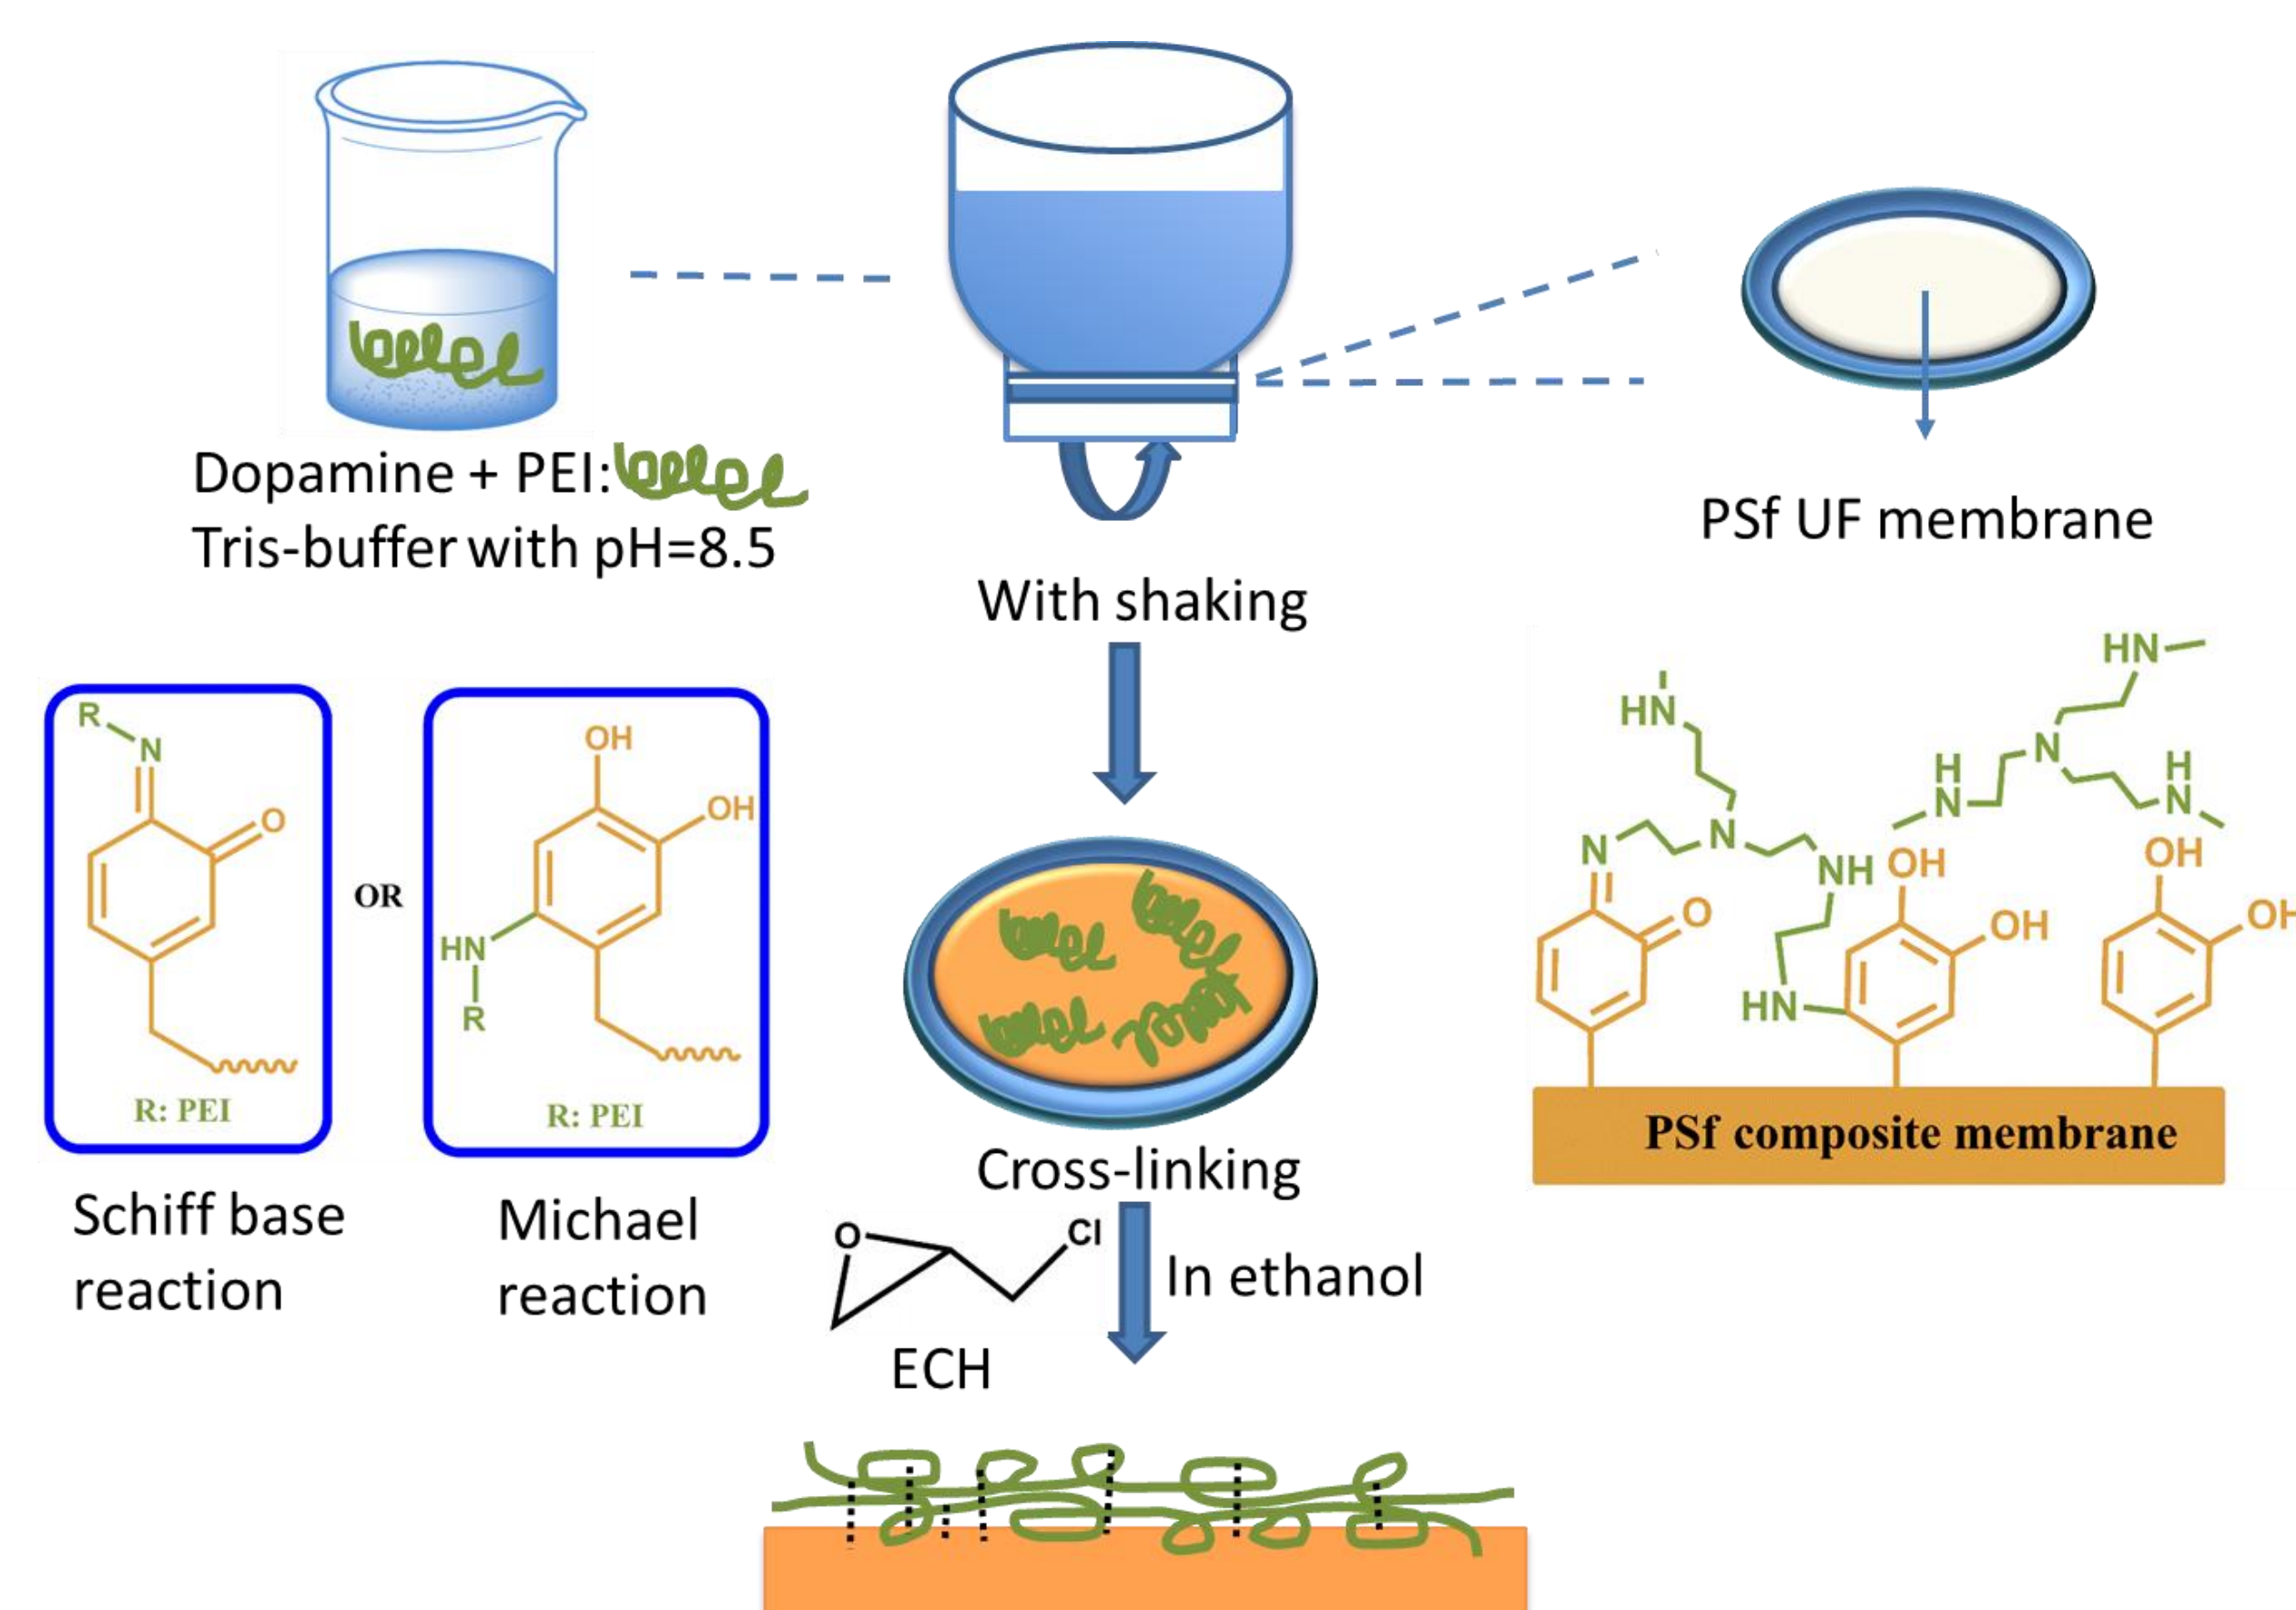 Dopamine + PEI:
Tris-buffer with pH=8.5
With shaking
PSf UF membrane
R
N
O
R: PEI
Schiff base
reaction
OR
OH
OH
HN
R
R: PEI
Michael
reaction
HN
HN
N
N
H
N
H
N
N
NH
O
HN
OH
OH
OH
OH
PSf composite membrane
Cross-linking
O
Cl
In ethanol
ECH